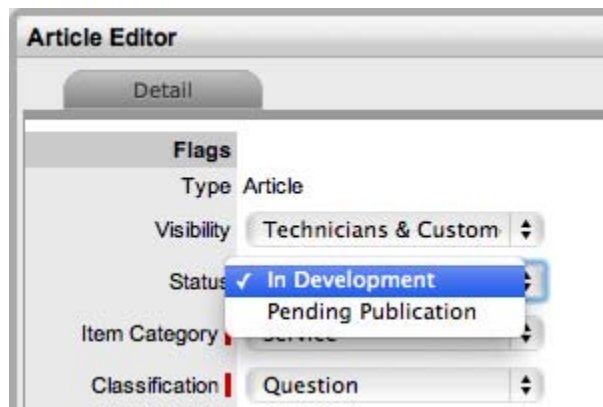 Article Editor
Detail
Flags
Type Article
Visibility Technicians & Custom
Status ✓ In Development
Pending Publication
Item Category
Classification Question